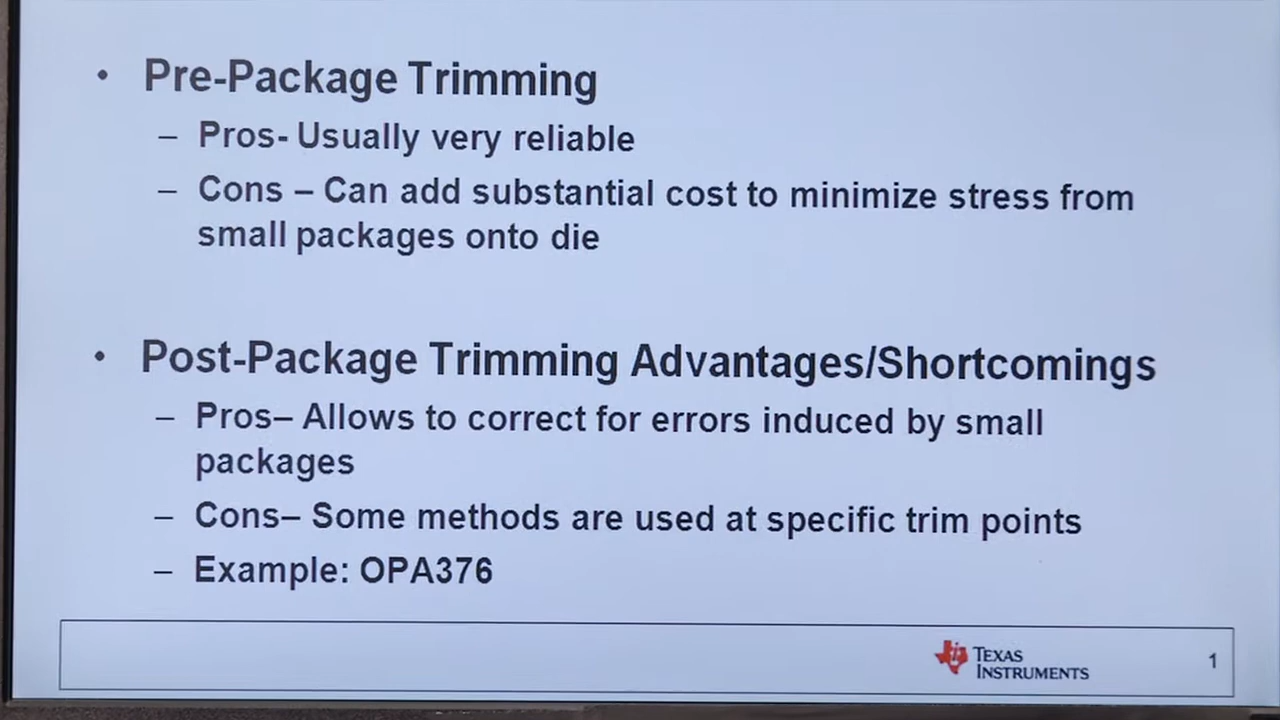 • Pre-Package Trimming
– Pros- Usually very reliable
– Cons – Can add substantial cost to minimize stress from
small packages onto die
• Post-Package Trimming Advantages/Shortcomings
– Pros– Allows to correct for errors induced by small
packages
– Cons– Some methods are used at specific trim points
– Example: OPA376
TEXAS
INSTRUMENTS
1